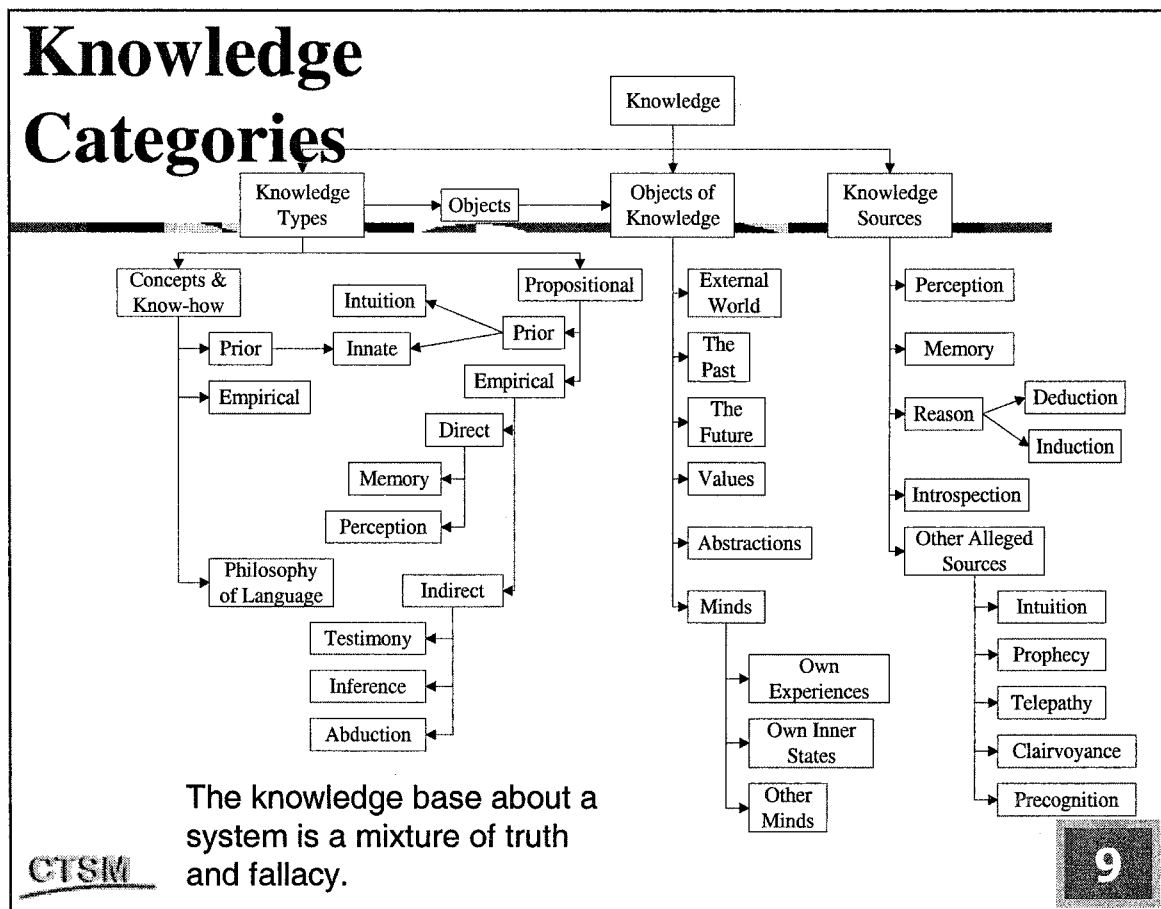 Knowledge
Categories
Knowledge
Knowledge
Types
Objects
Objects of
Knowledge
Knowledge
Sources
Concepts &
Know-how
Prior
Empirical
Philosophy
of Language
Intuition
Innate
Propositional
Prior
Empirical
Direct
Memory
Perception
Indirect
Testimony
Inference
Abduction
External
World
The
Past
The
Future
Values
Abstractions
Minds
Own
Experiences
Own Inner
States
Other
Minds
Perception
Memory
Reason
Deduction
Induction
Introspection
Other Alleged
Sources
Intuition
Prophecy
Telepathy
Clairvoyance
Precognition
The knowledge base about a
system is a mixture of truth
and fallacy.
CTSM
9